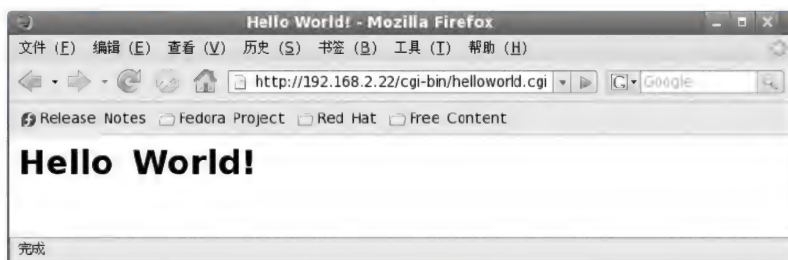 Hello World! - Mozilla Firefox
文件 (F) 编辑 (E) 查看 (V) 历史 (S) 书签 (B) 工具 (T) 帮助 (H)
http://192.168.2.22/cgi-bin/helloworld.cgi G Google
Release Notes Fedora Project Red Hat Free Content
Hello World!
完成